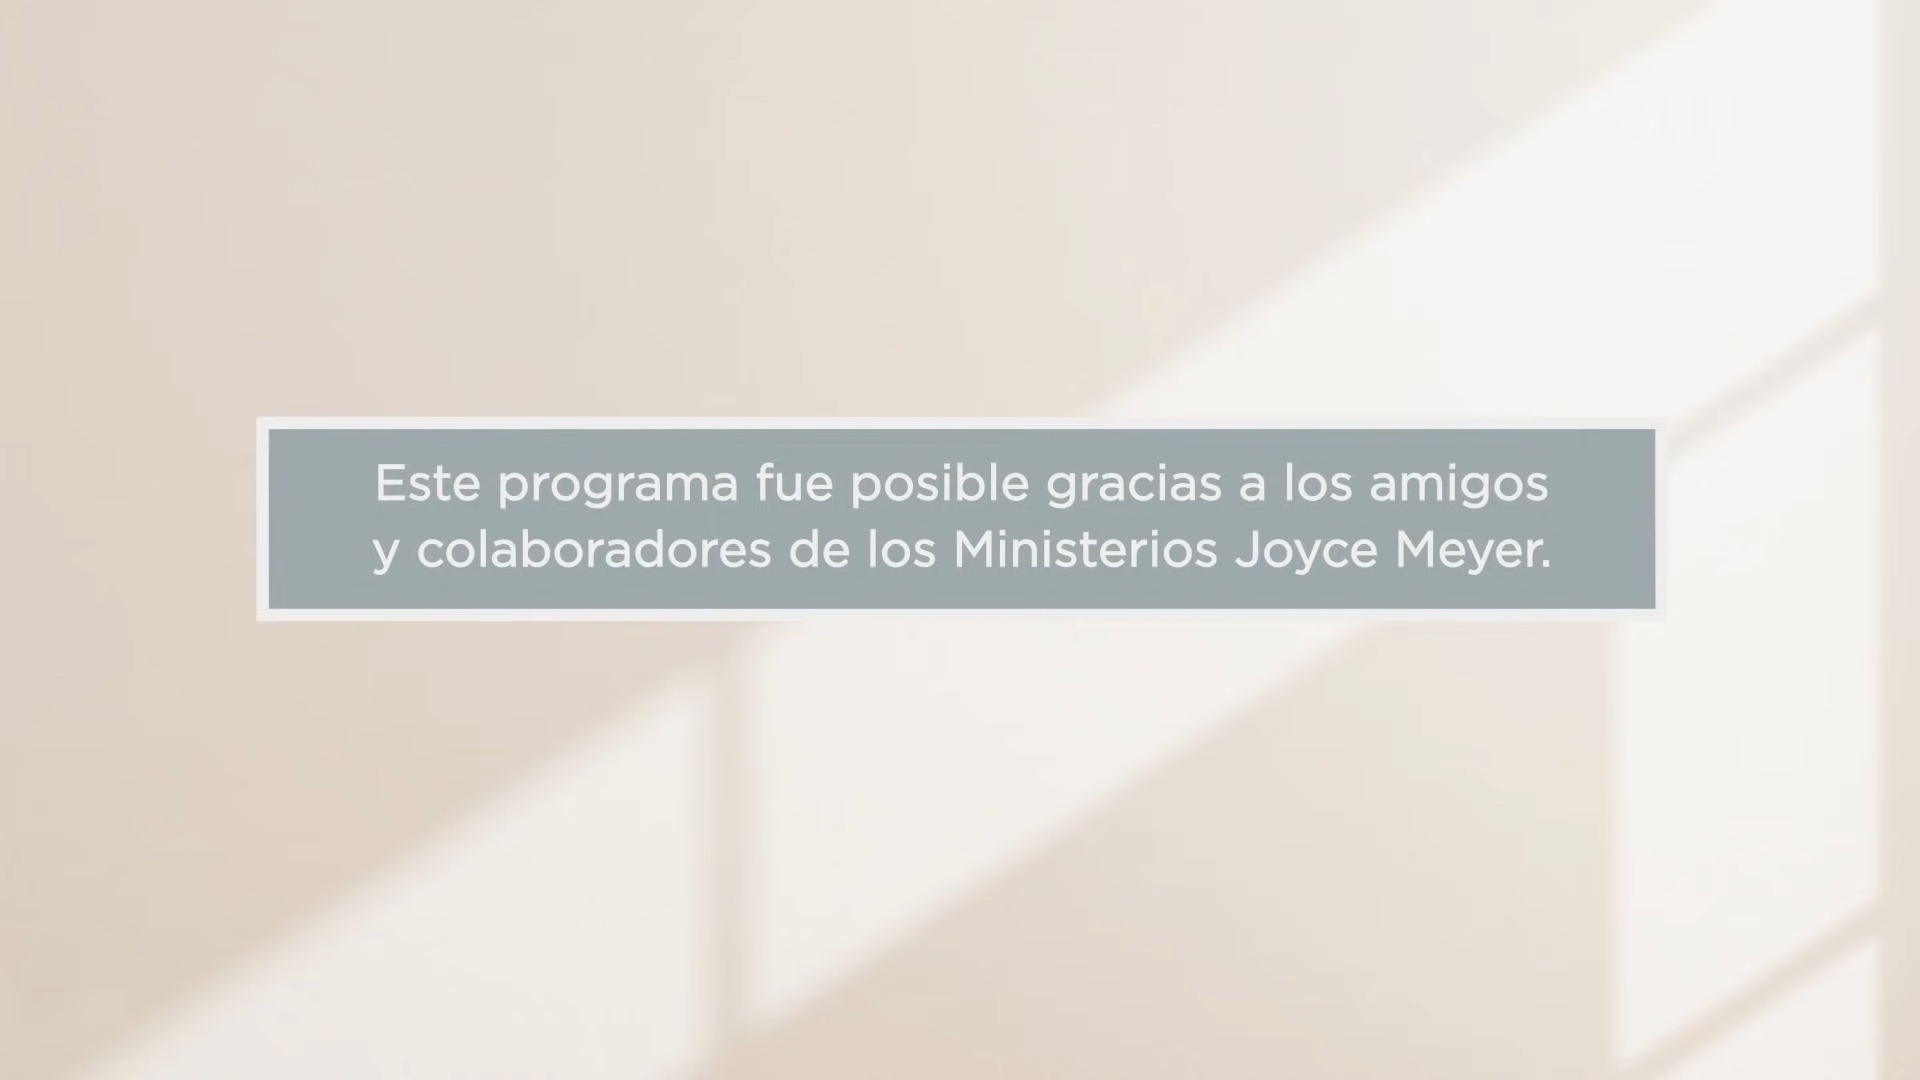 Este programa fue posible gracias a los amigos
y colaboradores de los Ministerios Joyce Meyer.